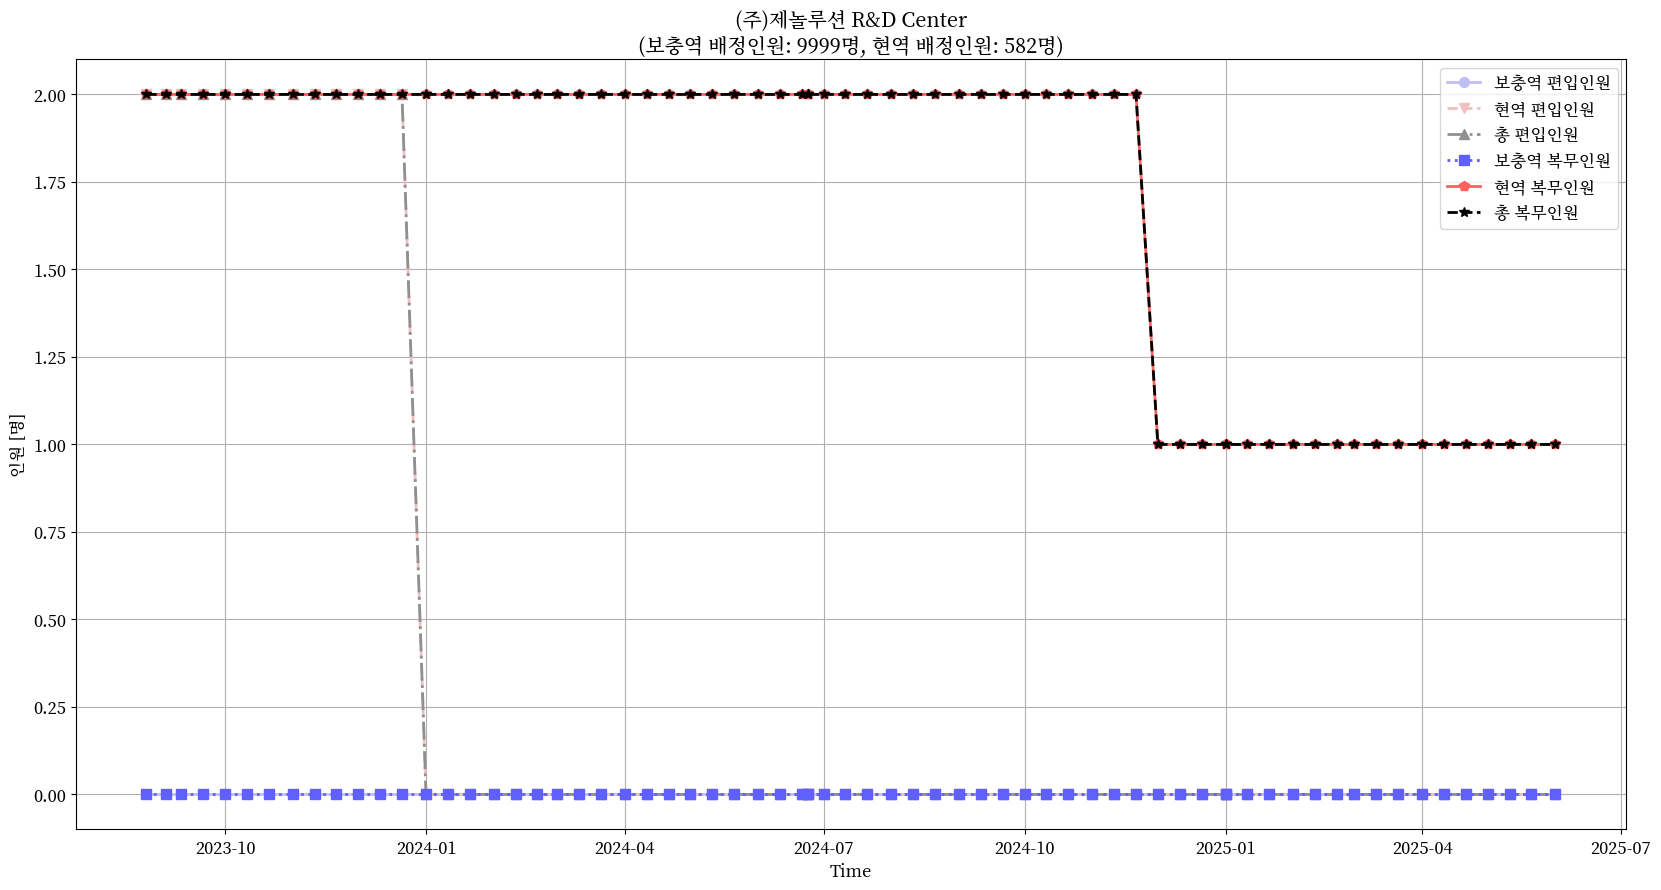 (주)제놀루션 R&D Center
(보충역 배정인원: 9999명, 현역 배정인원: 582명)
보충역 편입인원
현역 편입인원
총 편입인원
보충역 복무인원
현역 복무인원
총 복무인원
2.00
1.75
1.50
1.25
1.00
0.75
0.50
0.25
0.00
인원 [명]
2023-10 2024-01 2024-04 2024-07 2024-10 2025-01 2025-04 2025-07
Time